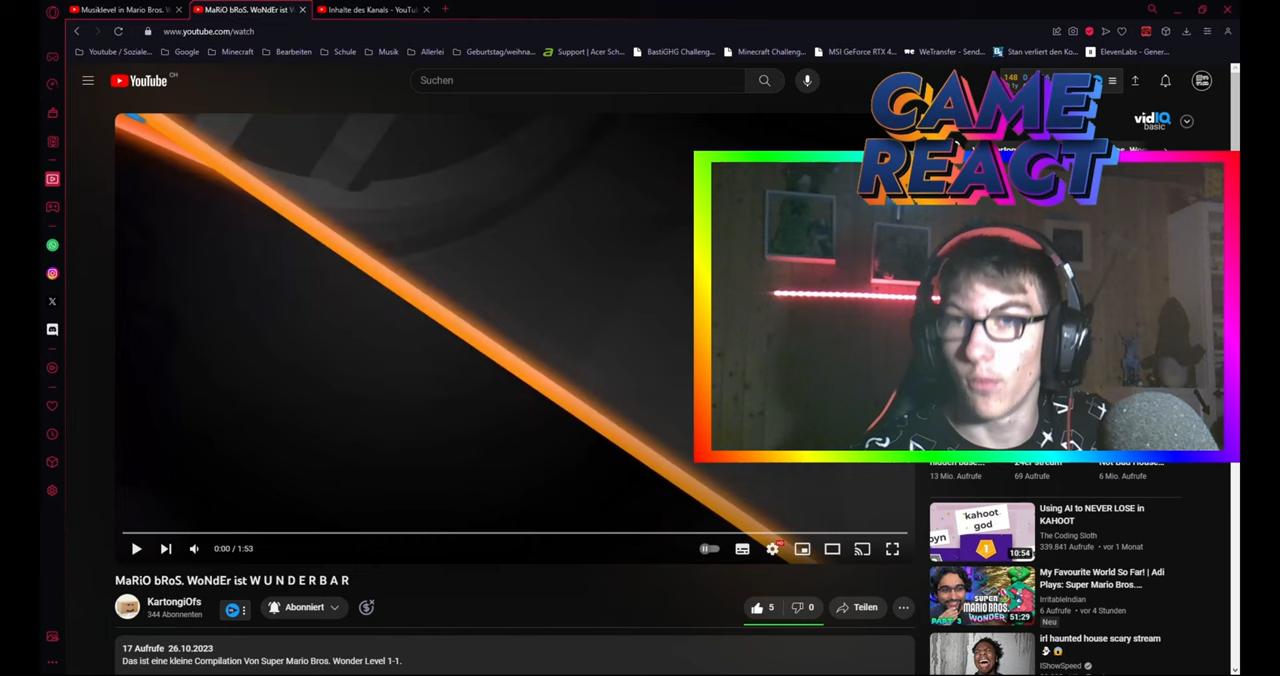 Musiklevel in Mario Bros. W
MaRiO bRoS. WoNdEr ist W
Inhalte des Kanals - YouTu
www.youtube.com/watch
Youtube / Soziale...
Google
Minecraft
Bearbeiten
Schule
Musik
Allerlei
Geburtstag/weihna...
Support | Acer Sch...
BastiGHG Challeng...
Minecraft Challeng...
MSI GeForce RTX 4...
WeTransfer - Send...
Stan verliert den Ko...
ElevenLabs - Gener...
YouTube CH
Suchen
148
GAME
REACT
vidIQ
basic
13 Mio. Aufrufe
69 Aufrufe
6 Mio. Aufrufe
kahoot
god
10:54
Using AI to NEVER LOSE in
KAHOOT
The Coding Sloth
339.841 Aufrufe • vor 1 Monat
0:00 / 1:53
SUPER
MARIO BROS.
51:29
My Favourite World So Far! | Adi
Plays: Super Mario Bros....
IrritableIndian
6 Aufrufe • vor 4 Stunden
Neu
MaRiO bRoS. WoNdEr ist W U N D E R B A R
KartongiOfs
344 Abonnenten
Abonniert
5
0
Teilen
irl haunted house scary stream
IShowSpeed
17 Aufrufe 26.10.2023
Das ist eine kleine Compilation Von Super Mario Bros. Wonder Level 1-1.